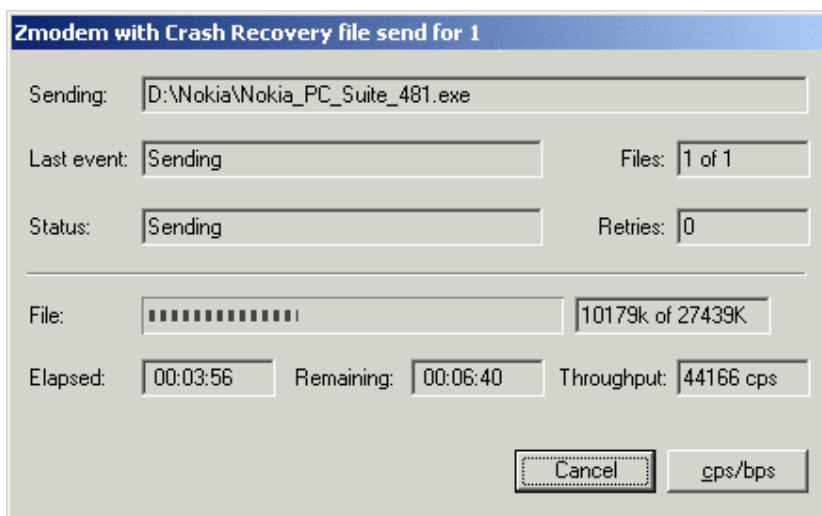 Zmodem with Crash Recovery file send for 1
Sending: D:\Nokia\Nokia_PC_Suite_481.exe
Last event: Sending Files: 1 of 1
Status: Sending Retries: 0
File: 10179k of 27439K
Elapsed: 00:03:56 Remaining: 00:06:40 Throughput: 44166 cps
Cancel cps/bps